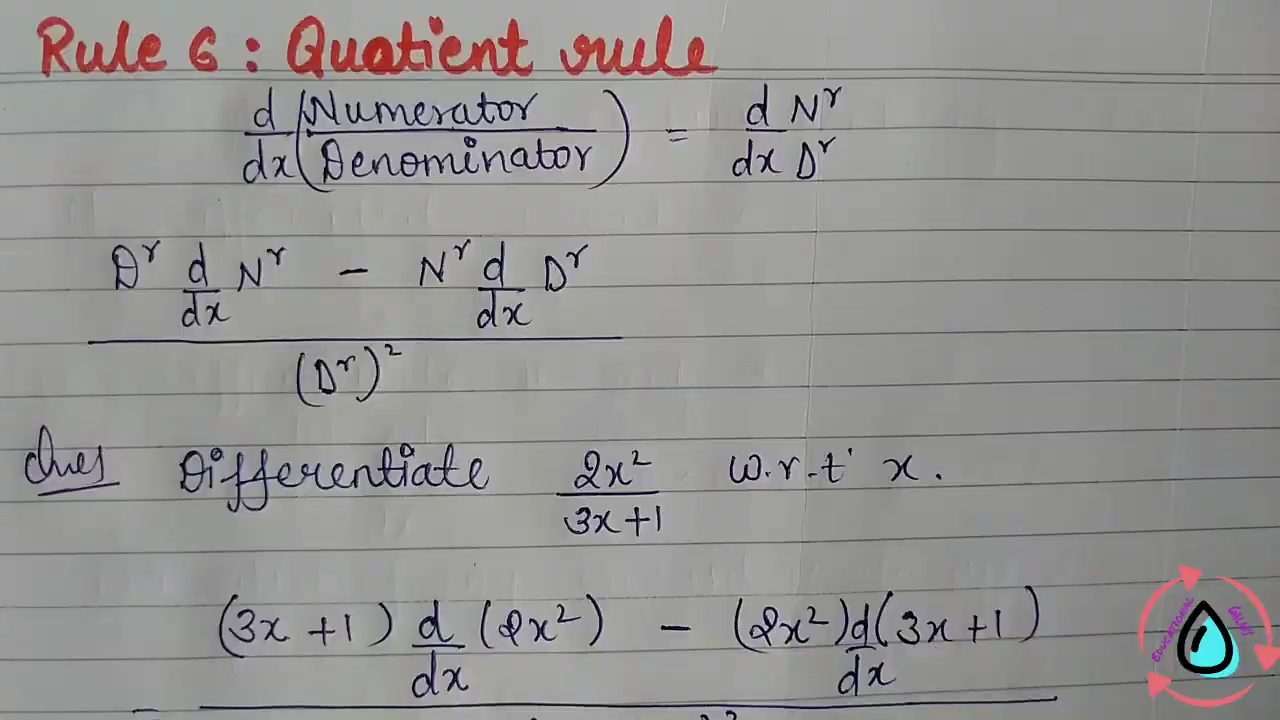 Rule 6 : Quotient rule
d/dx (Numerator/Denominator) = d/dx Nʳ/Dʳ
Dʳ d/dx Nʳ - Nʳ d/dx Dʳ
(Dʳ)²
Ques Differentiate 2x²/3x+1 w.r.t' x.
(3x+1) d/dx (2x²) - (2x²) d/dx (3x+1)
EDUCATIONAL